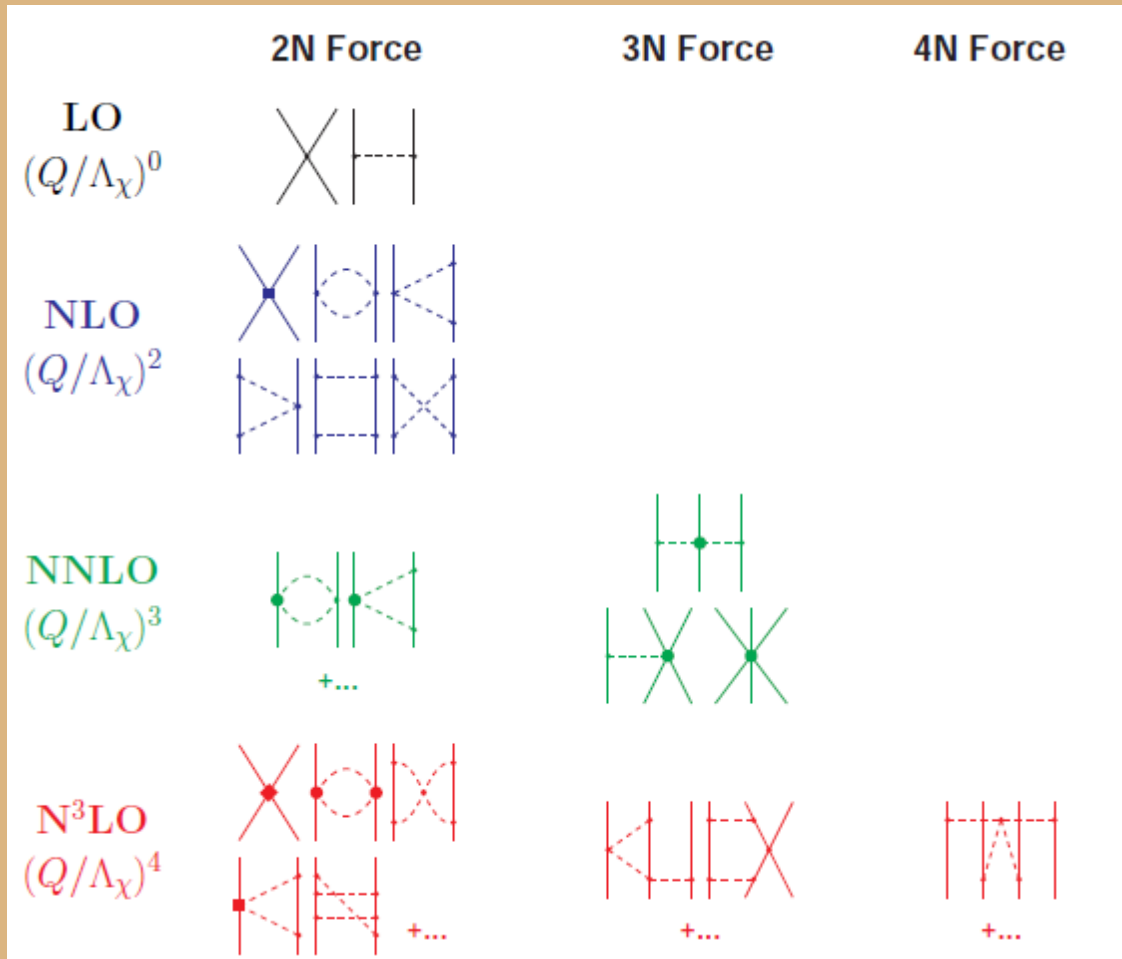 2N Force 3N Force 4N Force
LO
(Q/Λχ)⁰
NLO
(Q/Λχ)²
NNLO
(Q/Λχ)³
+...
N³LO
(Q/Λχ)⁴
+... +... +...